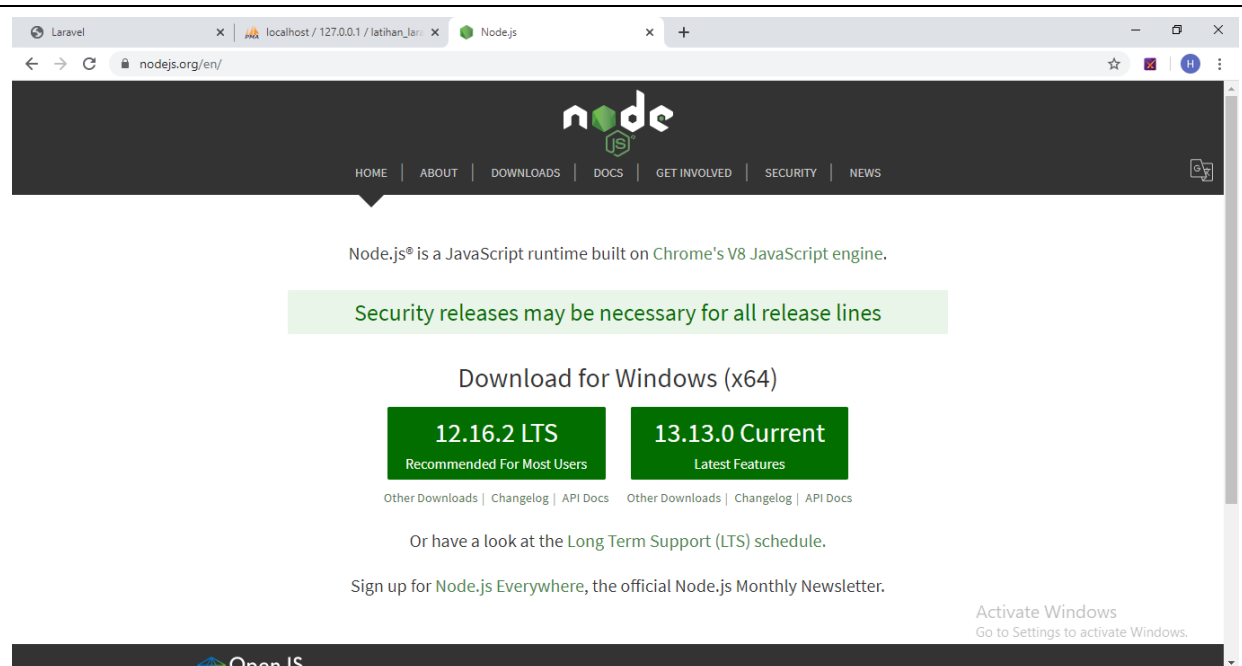 Laravel
PMA localhost / 127.0.0.1 / latihan_lar
Node.js
nodejs.org/en/
H
node
JS
HOME | ABOUT | DOWNLOADS | DOCS | GET INVOLVED | SECURITY | NEWS
Node.js® is a JavaScript runtime built on Chrome's V8 JavaScript engine.
Security releases may be necessary for all release lines
Download for Windows (x64)
12.16.2 LTS
Recommended For Most Users
13.13.0 Current
Latest Features
Other Downloads | Changelog | API Docs
Other Downloads | Changelog | API Docs
Or have a look at the Long Term Support (LTS) schedule.
Sign up for Node.js Everywhere, the official Node.js Monthly Newsletter.
Activate Windows
Go to Settings to activate Windows.
Open JS